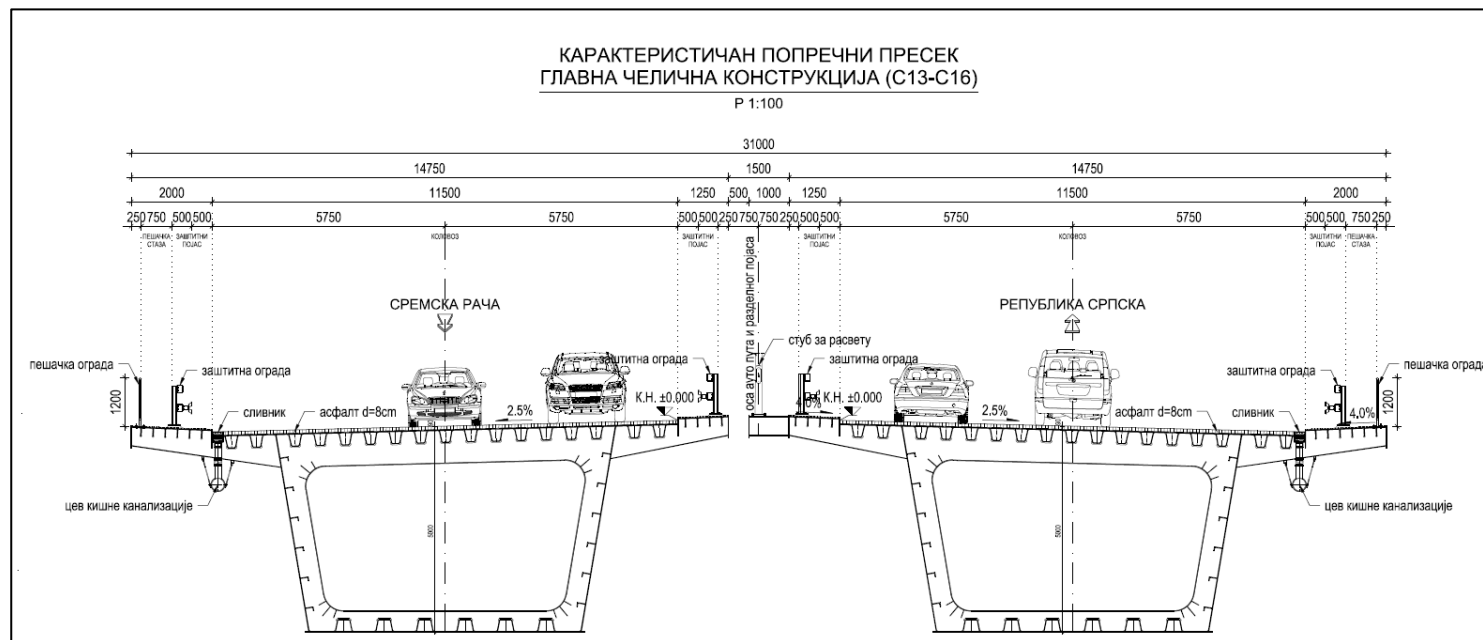 КАРАКТЕРИСТИЧАН ПОПРЕЧНИ ПРЕСЕК
ГЛАВНА ЧЕЛИЧНА КОНСТРУКЦИЈА (С13-С16)
Р 1:100
31000
14750 1500 14750
2000 11500 1250 500 1000 1250 11500 2000
250 750 500 500 5750 5750 500 500 250 750 750 250 500 500 5750 5750 500 500 750 250
ПЕШАЧКА СТАЗА
ЗАШТИТНИ ПОЈАС
КОЛОВОЗ
ЗАШТИТНИ ПОЈАС
ЗАШТИТНИ ПОЈАС
КОЛОВОЗ
ЗАШТИТНИ ПОЈАС
ПЕШАЧКА СТАЗА
оса ауто пута и разделног појаса
СРЕМСКА РАЧА
РЕПУБЛИКА СРПСКА
пешачка ограда
заштитна ограда
заштитна ограда
стуб за расвету
заштитна ограда
заштитна ограда
пешачка ограда
1200
сливник
асфалт d=8cm
2.5%
К.Н. ±0.000
4.0%
К.Н. ±0.000
2.5%
асфалт d=8cm
сливник
4.0%
1200
цев кишне канализације
5000
5000
цев кишне канализације